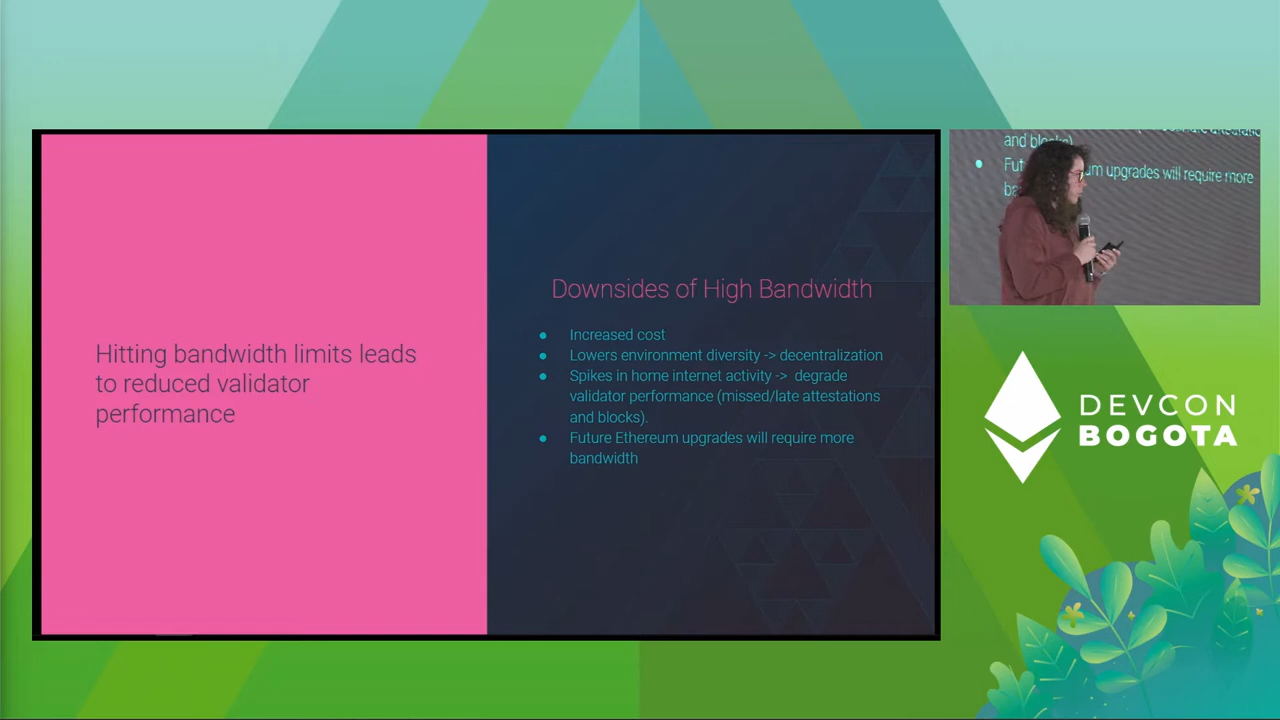 Hitting bandwidth limits leads
to reduced validator
performance
Downsides of High Bandwidth
Increased cost
Lowers environment diversity -> decentralization
Spikes in home internet activity -> degrade
validator performance (missed/late attestations
and blocks).
Future Ethereum upgrades will require more
bandwidth
and blocks)
um upgrades will require more
DEVCON
BOGOTA